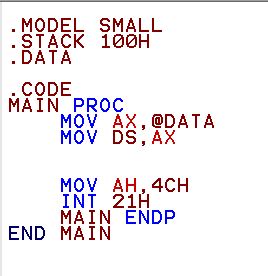 .MODEL SMALL
.STACK 100H
.DATA
.CODE
MAIN PROC
MOV AX,@DATA
MOV DS,AX
MOV AH,4CH
INT 21H
MAIN ENDP
END MAIN